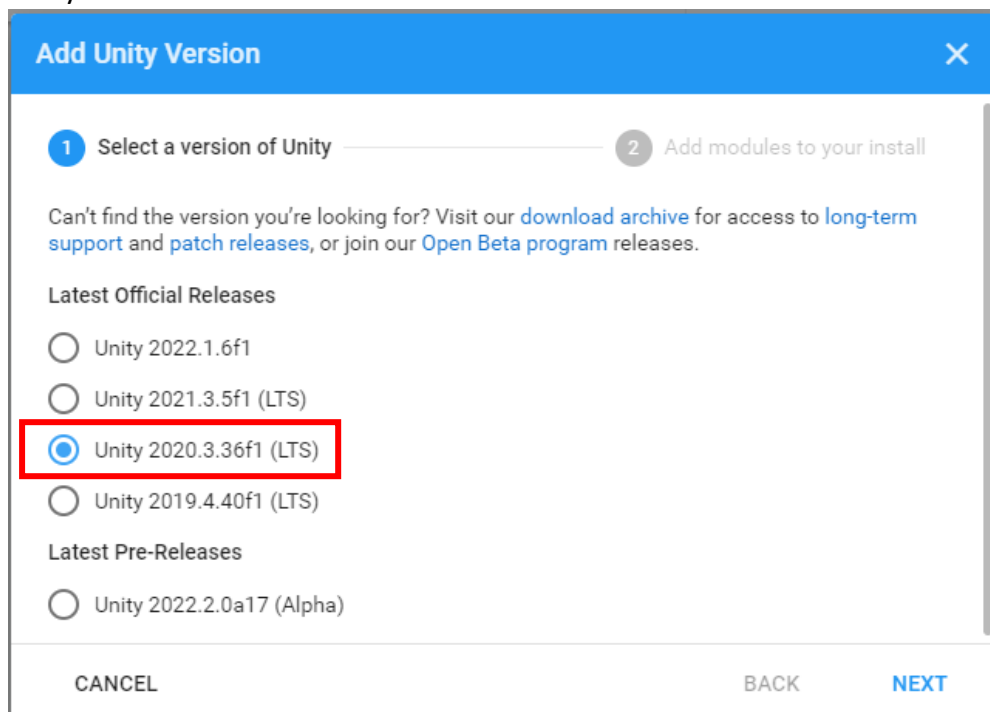 Add Unity Version
1 Select a version of Unity 2 Add modules to your install
Can't find the version you're looking for? Visit our download archive for access to long-term
support and patch releases, or join our Open Beta program releases.
Latest Official Releases
Unity 2022.1.6f1
Unity 2021.3.5f1 (LTS)
Unity 2020.3.36f1 (LTS)
Unity 2019.4.40f1 (LTS)
Latest Pre-Releases
Unity 2022.2.0a17 (Alpha)
CANCEL BACK NEXT